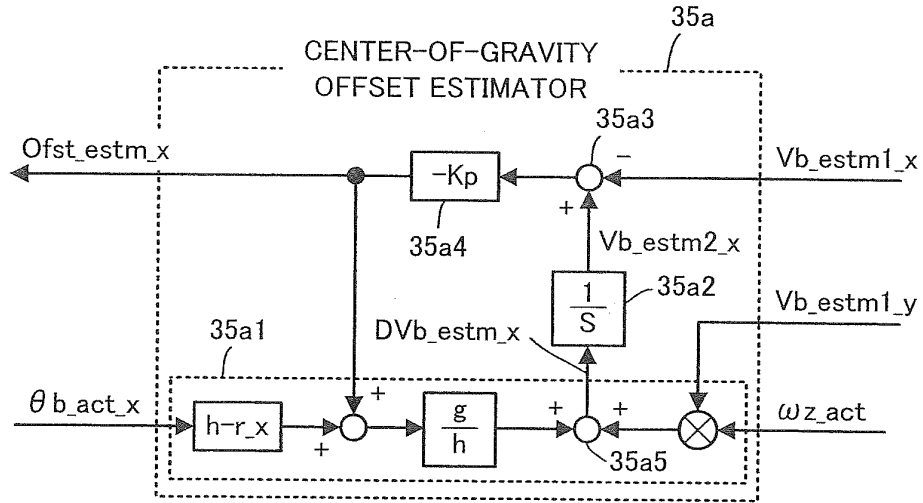 35a
CENTER-OF-GRAVITY
OFFSET ESTIMATOR
Ofst_estm_x
-Kp
35a4
35a3
−
+
Vb_estm1_x
Vb_estm2_x
1
S
35a2
Vb_estm1_y
DVb_estm_x
35a1
θb_act_x
h-r_x
+
+
g
h
+
+
35a5
ωz_act